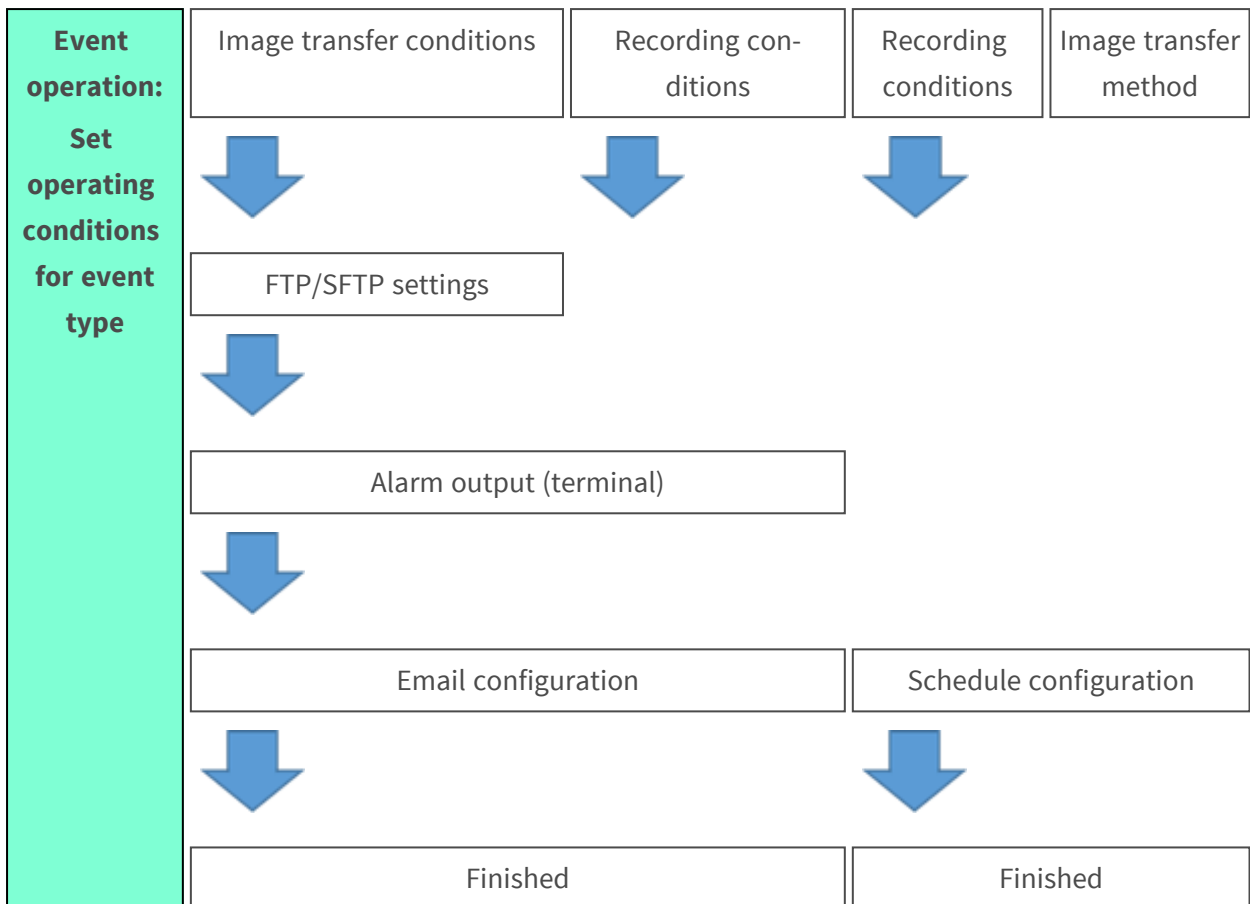 Event
operation:
Set
operating
conditions
for event
type
Image transfer conditions
Recording con-
ditions
Recording
conditions
Image transfer
method
FTP/SFTP settings
Alarm output (terminal)
Email configuration
Schedule configuration
Finished
Finished